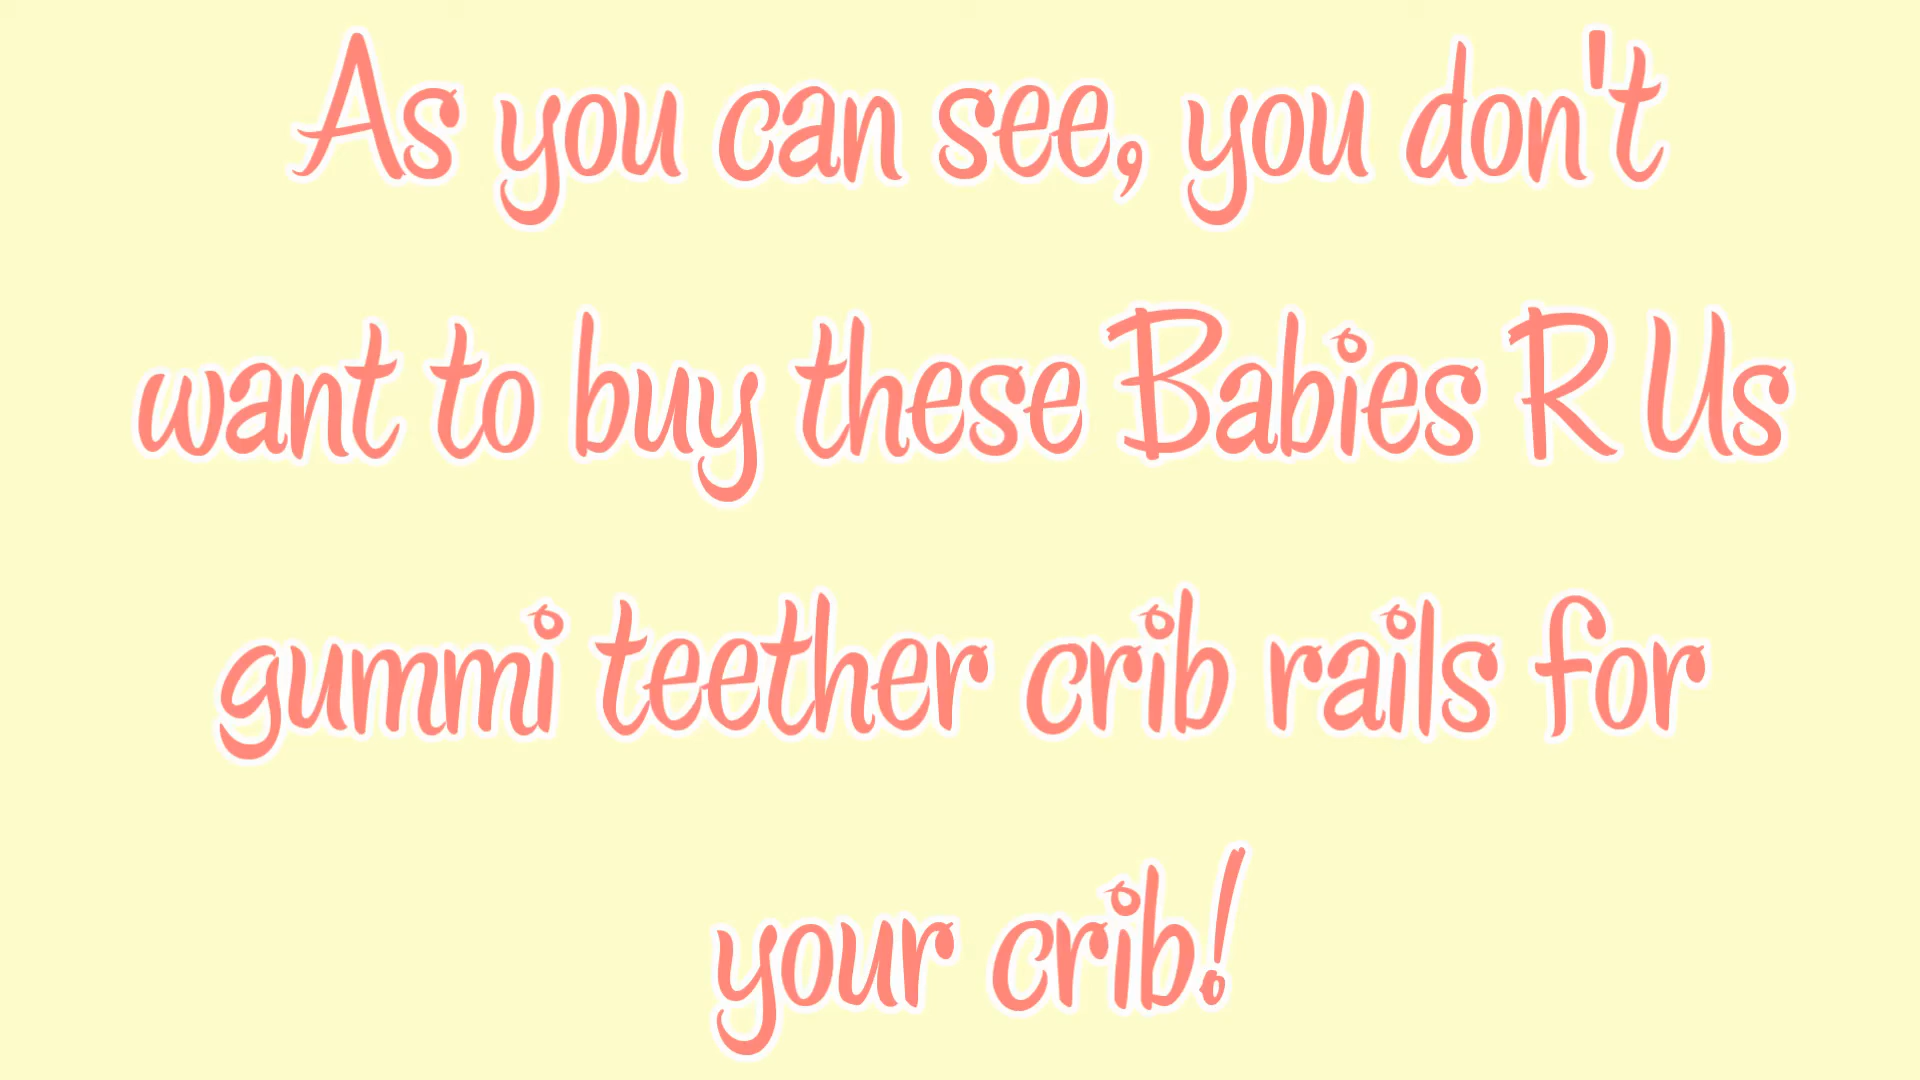 As you can see, you don't
want to buy these Babies R Us
gummi teether crib rails for
your crib!